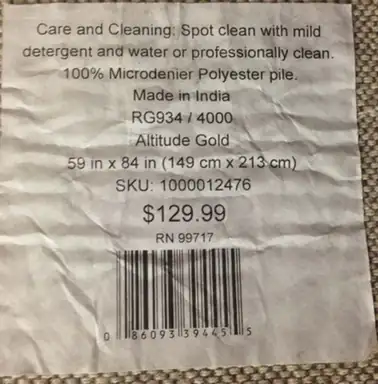 Care and Cleaning: Spot clean with mild
detergent and water or professionally clean.
100% Microdenier Polyester pile.
Made in India
RG934 / 4000
Altitude Gold
59 in x 84 in (149 cm x 213 cm)
SKU: 1000012476
$129.99
RN 99717
0 86093 39445 5